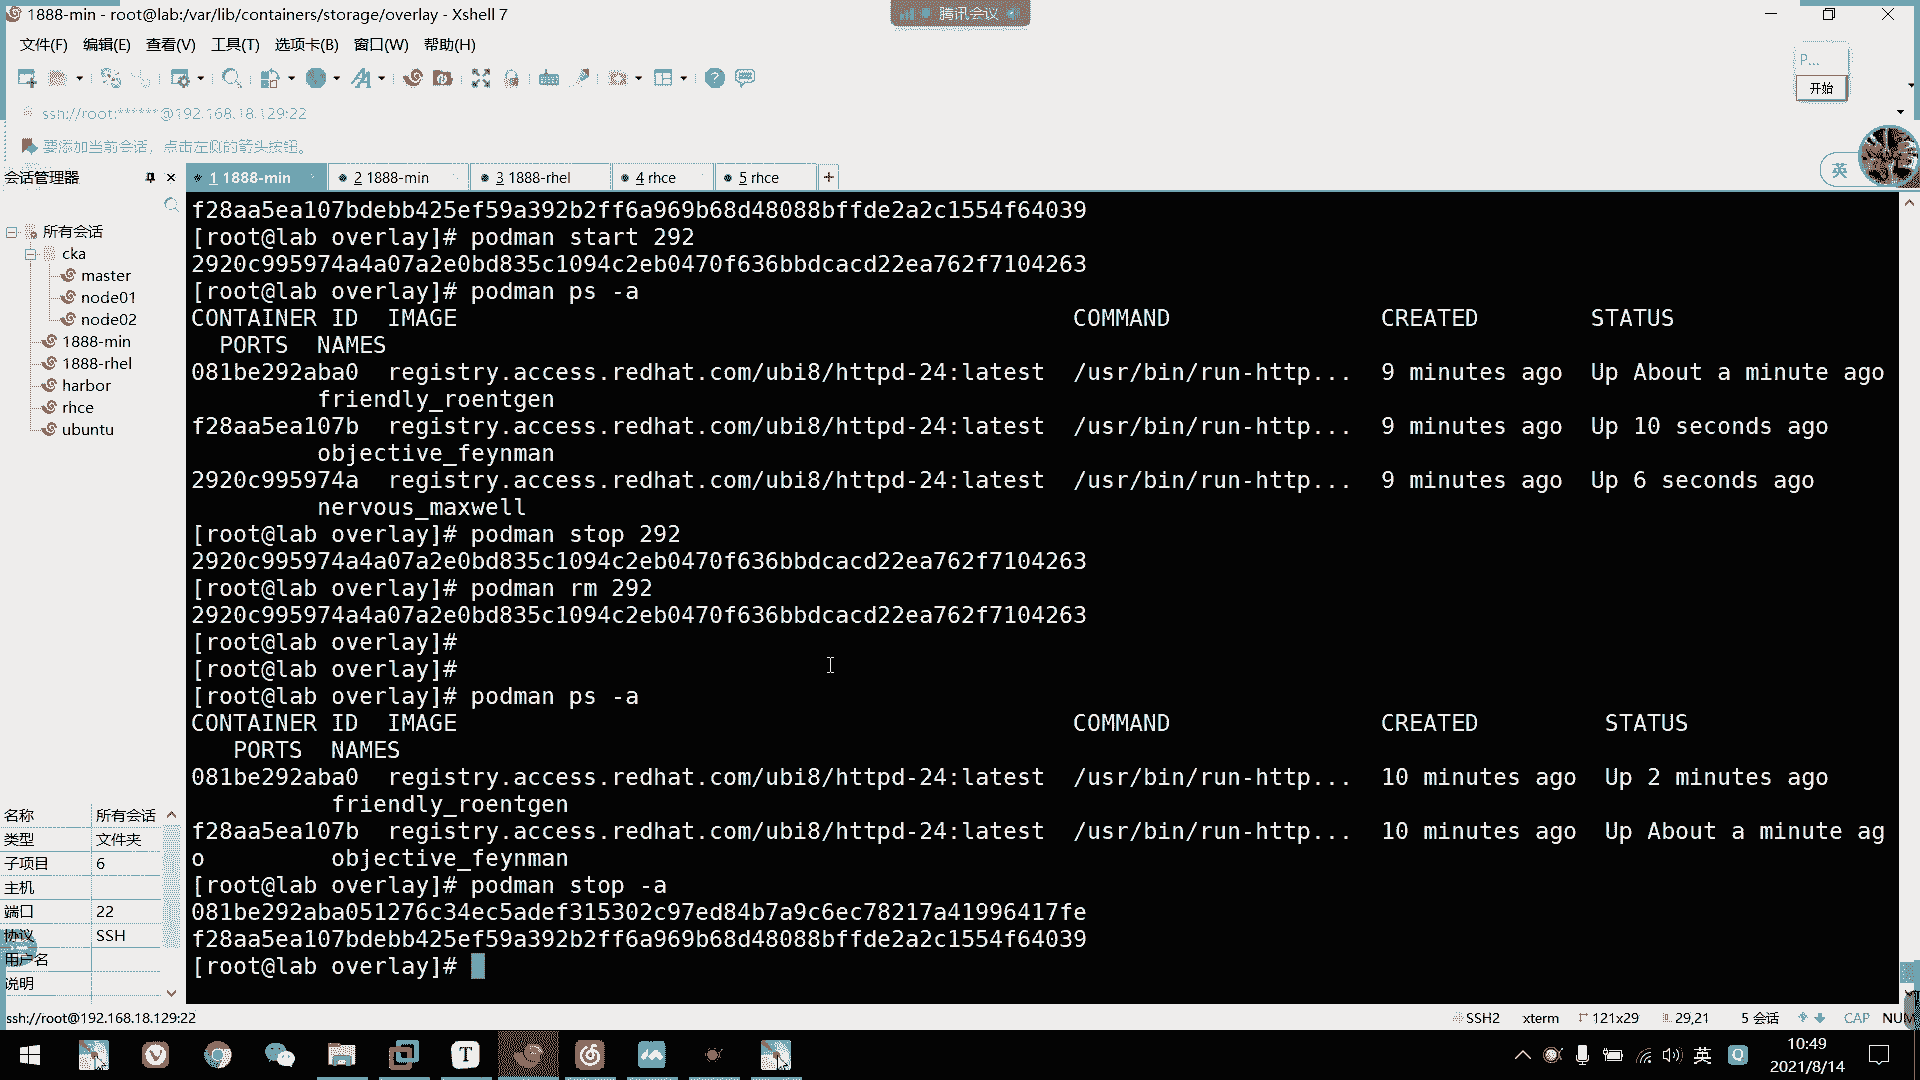 1888-min - root@lab:/var/lib/containers/storage/overlay - Xshell 7
腾讯会议
文件(F) 编辑(E) 查看(V) 工具(T) 选项卡(B) 窗口(W) 帮助(H)
P...
开始
ssh://root:******@192.168.18.129:22
要添加当前会话，点击左侧的箭头按钮。
英
会话管理器
1 1888-min
2 1888-min
3 1888-rhel
4 rhce
5 rhce
所有会话
cka
master
node01
node02
1888-min
1888-rhel
harbor
rhce
ubuntu
f28aa5ea107bdebb425ef59a392b2ff6a969b68d48088bffde2a2c1554f64039
[root@lab overlay]# podman start 292
2920c995974a4a07a2e0bd835c1094c2eb0470f636bbdcacd22ea762f7104263
[root@lab overlay]# podman ps -a
CONTAINER ID  IMAGE  COMMAND  CREATED  STATUS
PORTS  NAMES
081be292aba0  registry.access.redhat.com/ubi8/httpd-24:latest  /usr/bin/run-http...  9 minutes ago  Up About a minute ago
friendly_roentgen
f28aa5ea107b  registry.access.redhat.com/ubi8/httpd-24:latest  /usr/bin/run-http...  9 minutes ago  Up 10 seconds ago
objective_feynman
2920c995974a  registry.access.redhat.com/ubi8/httpd-24:latest  /usr/bin/run-http...  9 minutes ago  Up 6 seconds ago
nervous_maxwell
[root@lab overlay]# podman stop 292
2920c995974a4a07a2e0bd835c1094c2eb0470f636bbdcacd22ea762f7104263
[root@lab overlay]# podman rm 292
2920c995974a4a07a2e0bd835c1094c2eb0470f636bbdcacd22ea762f7104263
[root@lab overlay]#
[root@lab overlay]#
[root@lab overlay]# podman ps -a
CONTAINER ID  IMAGE  COMMAND  CREATED  STATUS
PORTS  NAMES
081be292aba0  registry.access.redhat.com/ubi8/httpd-24:latest  /usr/bin/run-http...  10 minutes ago  Up 2 minutes ago
friendly_roentgen
f28aa5ea107b  registry.access.redhat.com/ubi8/httpd-24:latest  /usr/bin/run-http...  10 minutes ago  Up About a minute ag
o  objective_feynman
[root@lab overlay]# podman stop -a
081be292aba051276c34ec5adef315302c97ed84b7a9c6ec78217a41996417fe
f28aa5ea107bdebb425ef59a392b2ff6a969b68d48088bffde2a2c1554f64039
[root@lab overlay]#
名称 所有会话
类型 文件夹
子项目 6
主机
端口 22
协议 SSH
用户名
说明
ssh://root@192.168.18.129:22
SSH2 xterm 121x29 29,21 5 会话 CAP NUM
英
10:49
2021/8/14